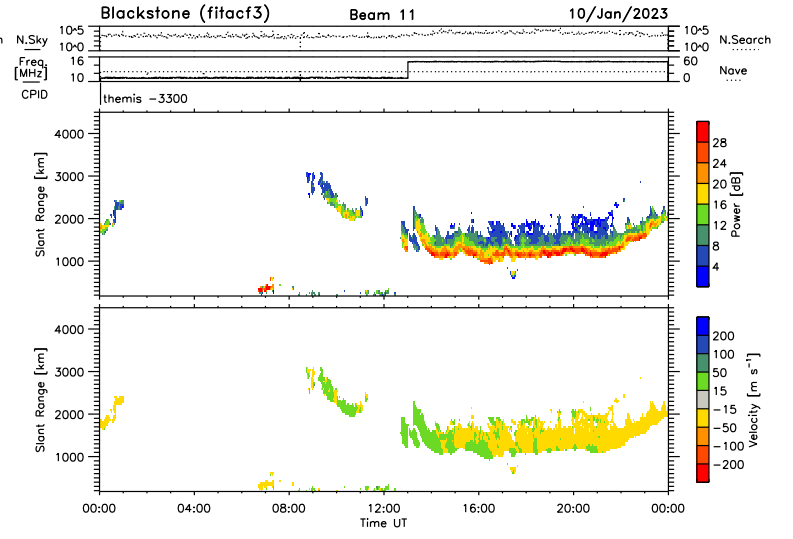 Blackstone (fitacf3)
Beam 11
10/Jan/2023
N.Sky
10^5
10^0
10^5
10^0
N.Search
Freq.
[MHz]
16
10
60
0
Nave
CPID
themis -3300
4000
3000
2000
1000
Slant Range [km]
28
24
20
16
12
8
4
Power [dB]
4000
3000
2000
1000
Slant Range [km]
200
100
50
15
-15
-50
-100
-200
Velocity [m s⁻¹]
00:00
04:00
08:00
12:00
16:00
20:00
00:00
Time UT